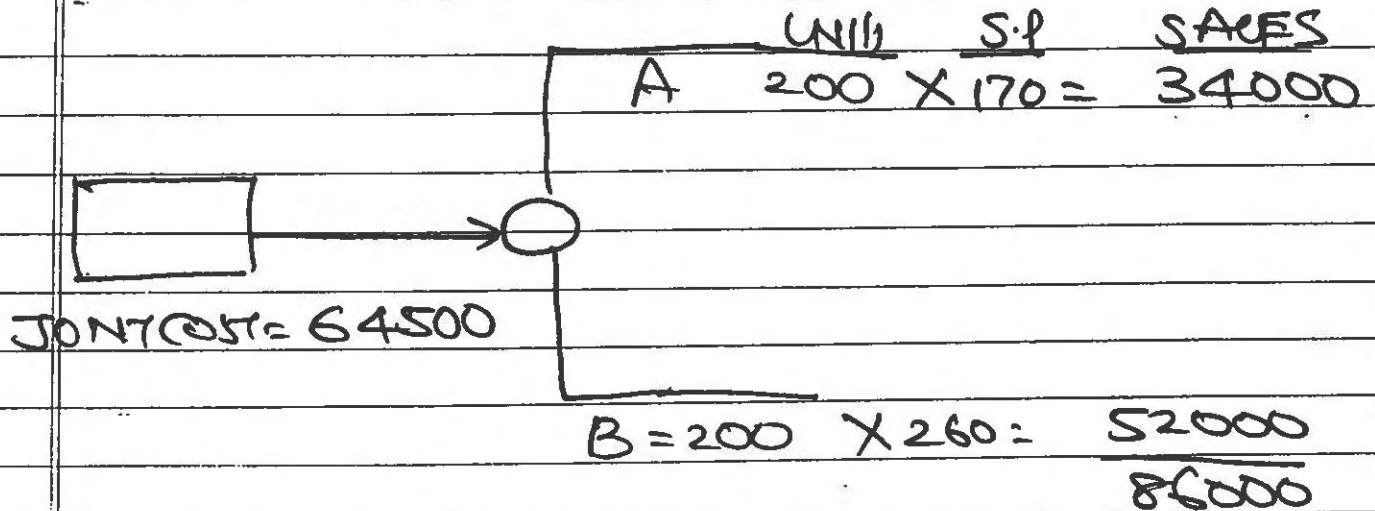 UNITS S.P SALES
A 200 X 170 = 34000
JOINT COST = 64500
B = 200 X 260 = 52000
86000